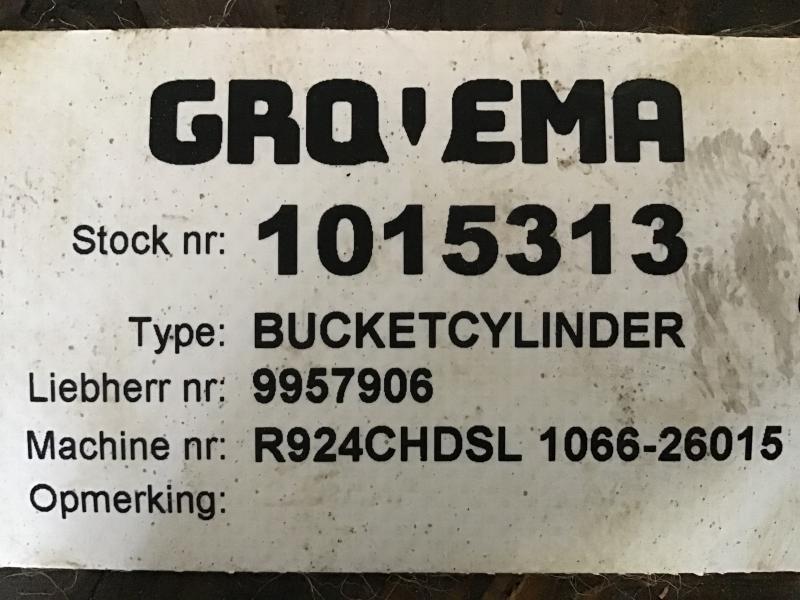 GROVEMA
Stock nr: 1015313
Type: BUCKETCYLINDER
Liebherr nr: 9957906
Machine nr: R924CHDSL 1066-26015
Opmerking: